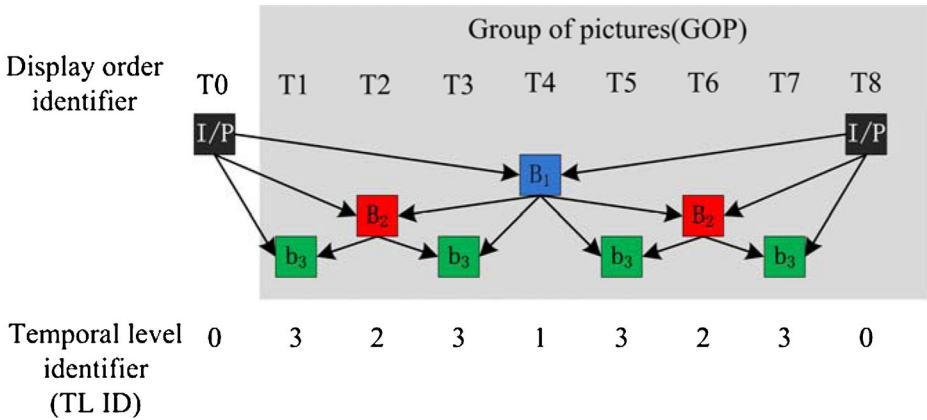 Group of pictures(GOP)
Display order
identifier
T0 T1 T2 T3 T4 T5 T6 T7 T8
I/P I/P
B₁
B₂ B₂
b₃ b₃ b₃ b₃
Temporal level
identifier
(TL ID)
0 3 2 3 1 3 2 3 0